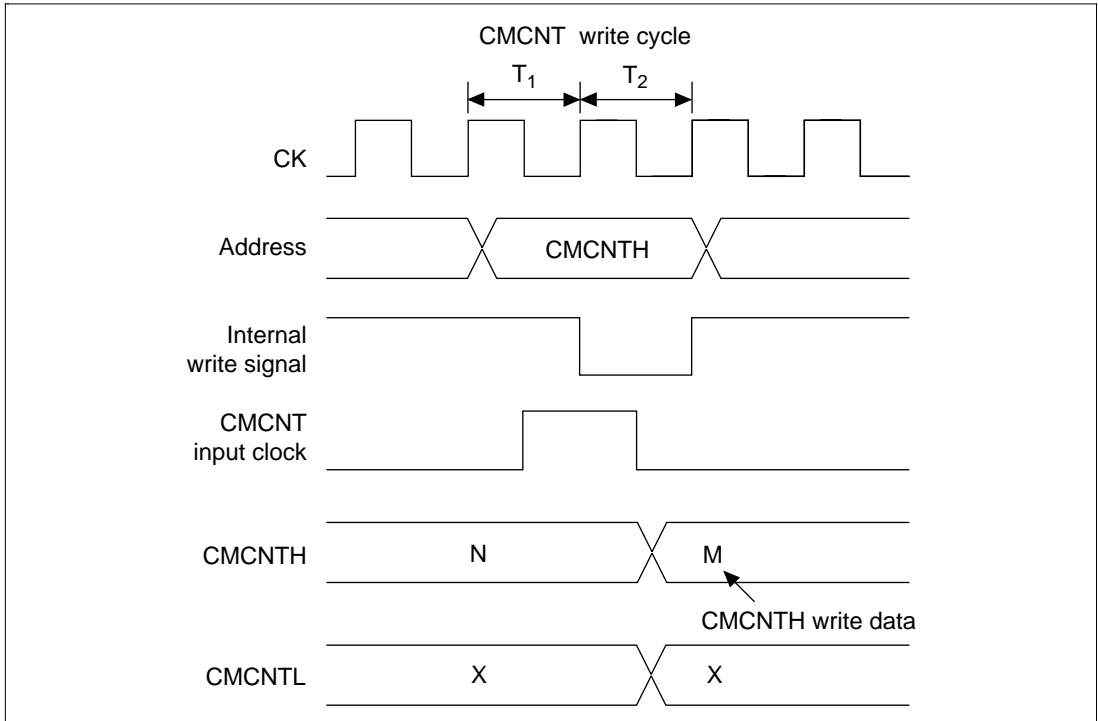 CMCNT write cycle
T1 T2
CK
Address CMCNTH
Internal
write signal
CMCNT
input clock
CMCNTH N M
CMCNTH write data
CMCNTL X X